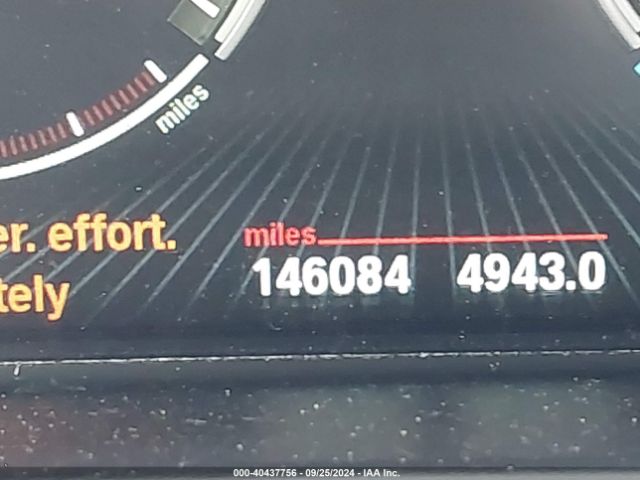 miles
er. effort.
miles
tely
146084 4943.0
000-40437756 - 09/25/2024 - IAA Inc.